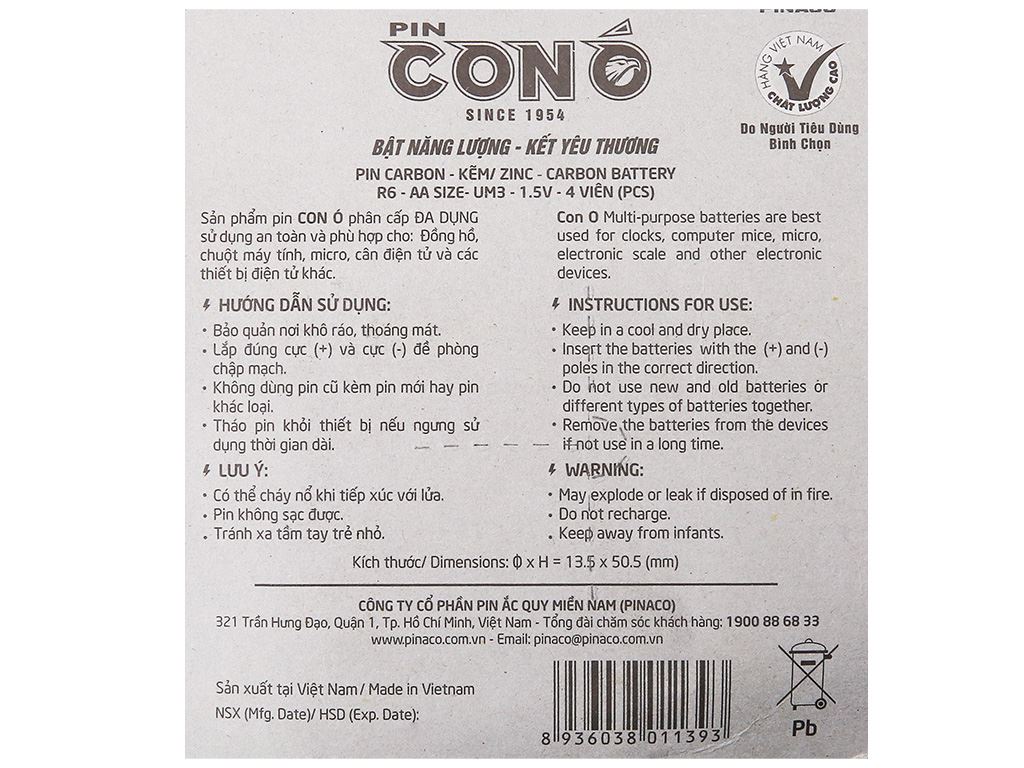 PINACO
PIN
CON Ó
SINCE 1954
HÀNG VIỆT NAM
CHẤT LƯỢNG CAO
Do Người Tiêu Dùng
Bình Chọn
BẬT NĂNG LƯỢNG - KẾT YÊU THƯƠNG
PIN CARBON - KẼM/ ZINC - CARBON BATTERY
R6 - AA SIZE- UM3 - 1.5V - 4 VIÊN (PCS)
Sản phẩm pin CON Ó phân cấp ĐA DỤNG
sử dụng an toàn và phù hợp cho: Đồng hồ,
chuột máy tính, micro, cân điện tử và các
thiết bị điện tử khác.
HƯỚNG DẪN SỬ DỤNG:
• Bảo quản nơi khô ráo, thoáng mát.
• Lắp đúng cực (+) và cực (-) đề phòng
chập mạch.
• Không dùng pin cũ kèm pin mới hay pin
khác loại.
• Tháo pin khỏi thiết bị nếu ngưng sử
dụng thời gian dài.
LƯU Ý:
• Có thể cháy nổ khi tiếp xúc với lửa.
• Pin không sạc được.
• Tránh xa tầm tay trẻ nhỏ.
Con O Multi-purpose batteries are best
used for clocks, computer mice, micro,
electronic scale and other electronic
devices.
INSTRUCTIONS FOR USE:
• Keep in a cool and dry place.
• Insert the batteries with the (+) and (-)
poles in the correct direction.
• Do not use new and old batteries or
different types of batteries together.
• Remove the batteries from the devices
if not use in a long time.
WARNING:
• May explode or leak if disposed of in fire.
• Do not recharge.
• Keep away from infants.
Kích thước/ Dimensions: Φ x H = 13.5 x 50.5 (mm)
CÔNG TY CỔ PHẦN PIN ẮC QUY MIỀN NAM (PINACO)
321 Trần Hưng Đạo, Quận 1, Tp. Hồ Chí Minh, Việt Nam - Tổng đài chăm sóc khách hàng: 1900 88 68 33
www.pinaco.com.vn - Email: pinaco@pinaco.com.vn
Sản xuất tại Việt Nam / Made in Vietnam
NSX (Mfg. Date)/ HSD (Exp. Date):
8 936038 011393
Pb